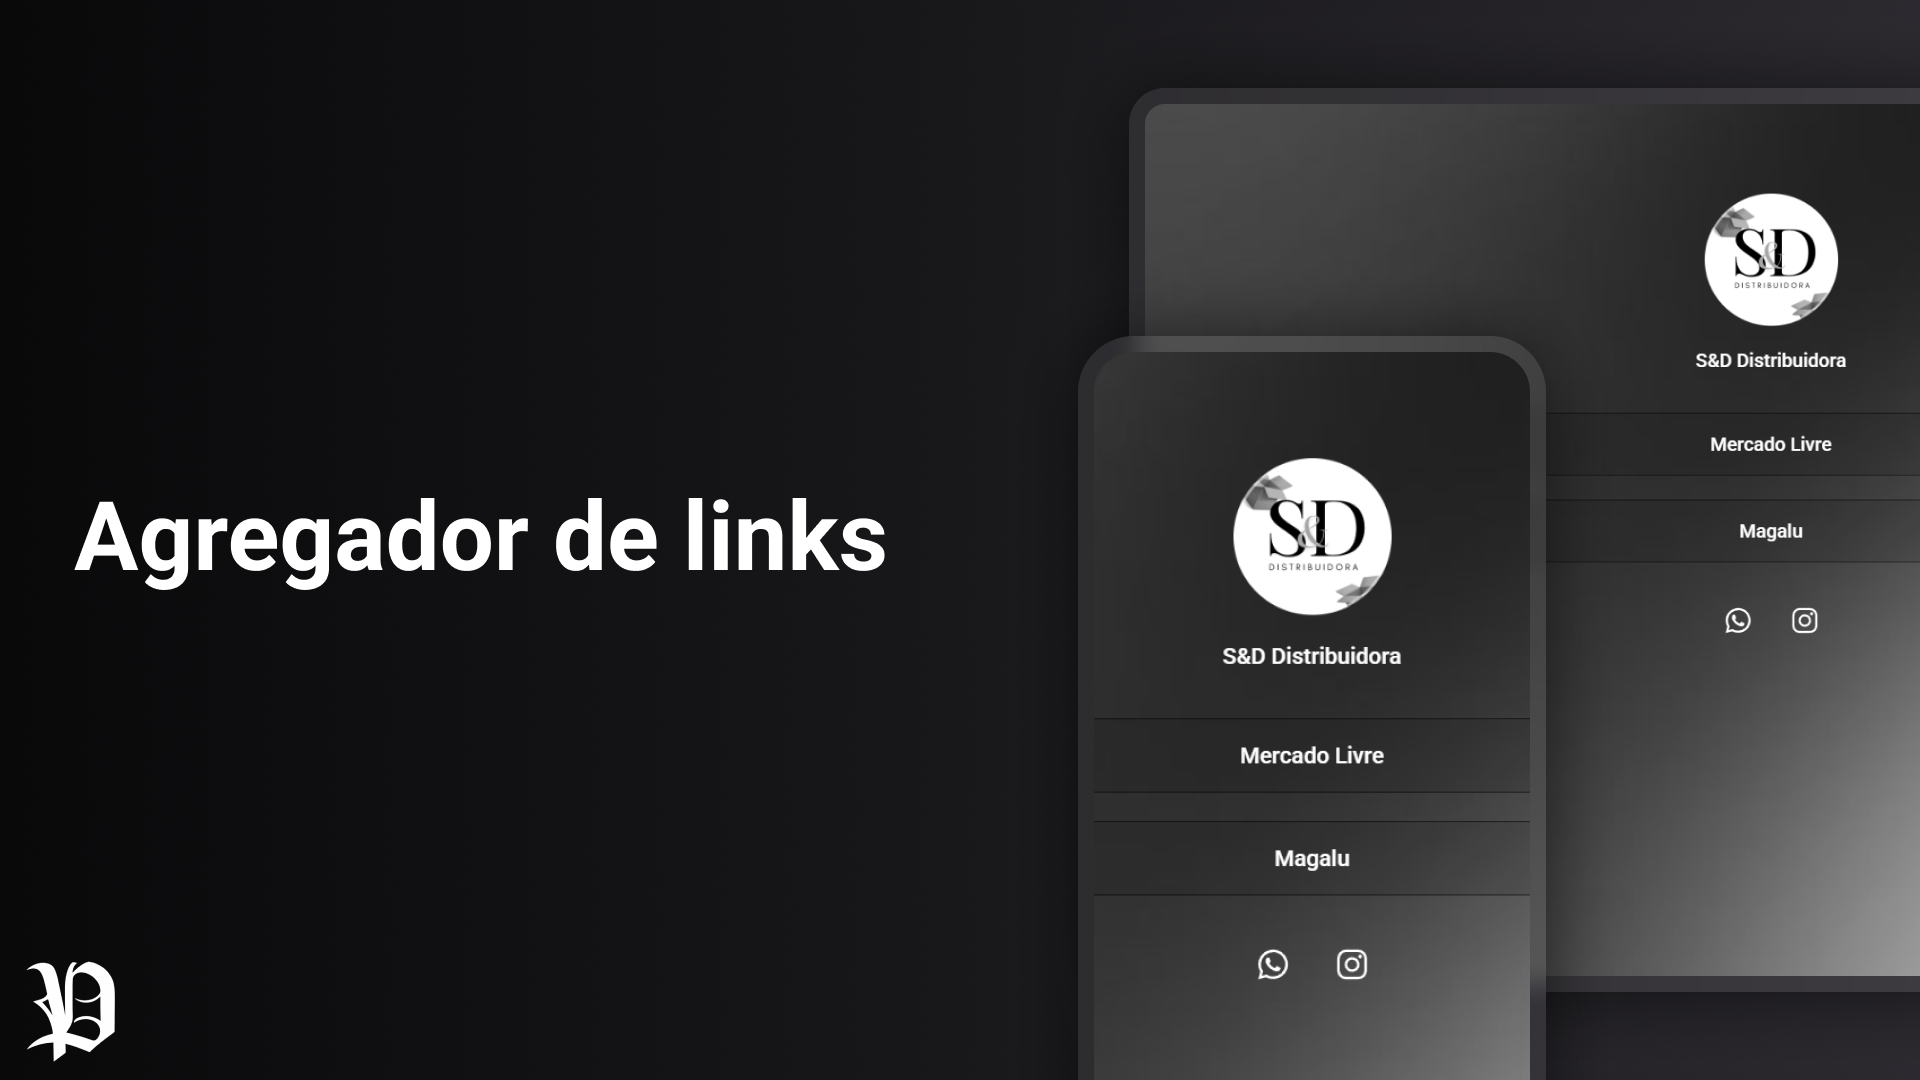 Agregador de links
S&D
DISTRIBUIDORA
S&D Distribuidora
Mercado Livre
Magalu
S&D
DISTRIBUIDORA
S&D Distribuidora
Mercado Livre
Magalu
P